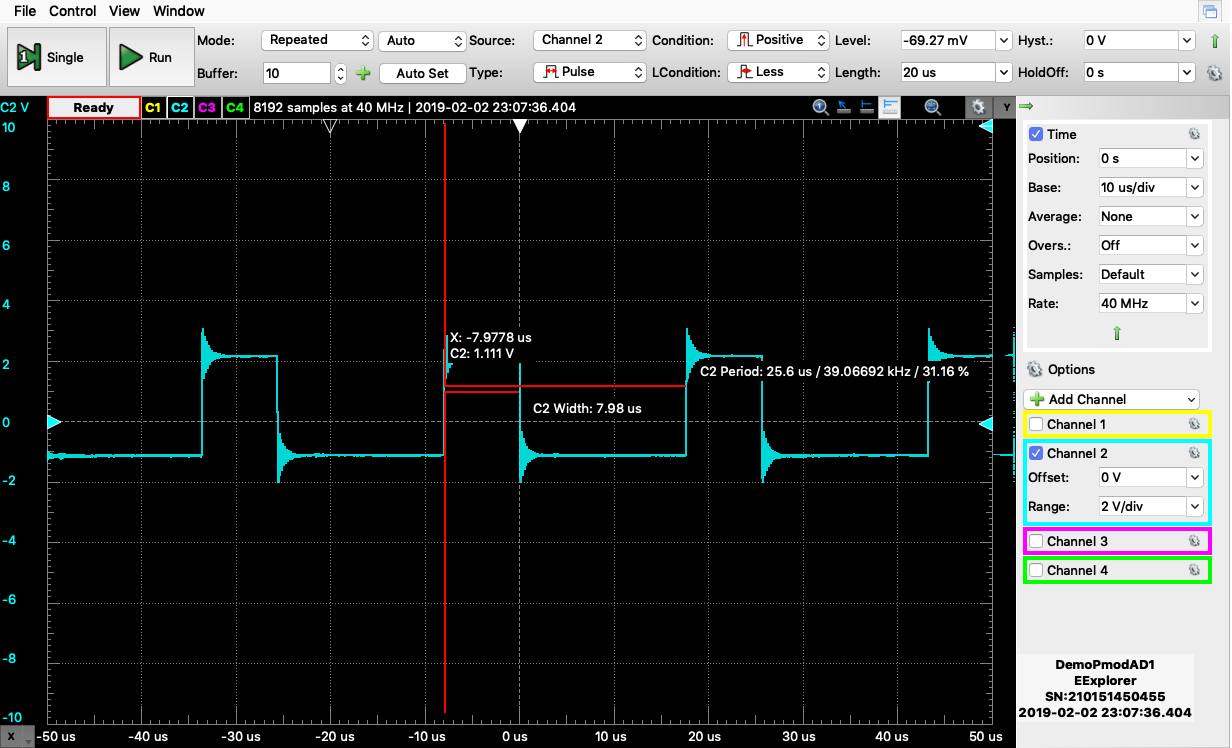 File Control View Window
Single
Run
Mode: Repeated Auto Source: Channel 2 Condition: Positive Level: -69.27 mV Hyst.: 0 V
Buffer: 10 Auto Set Type: Pulse LCondition: Less Length: 20 us HoldOff: 0 s
C2 V Ready C1 C2 C3 C4 8192 samples at 40 MHz | 2019-02-02 23:07:36.404 Y
10
8
6
4
2
0
-2
-4
-6
-8
-10
X: -7.9778 us
C2: 1.111 V
C2 Period: 25.6 us / 39.06692 kHz / 31.16 %
C2 Width: 7.98 us
X -50 us -40 us -30 us -20 us -10 us 0 us 10 us 20 us 30 us 40 us 50 us
Time
Position: 0 s
Base: 10 us/div
Average: None
Overs.: Off
Samples: Default
Rate: 40 MHz
Options
Add Channel
Channel 1
Channel 2
Offset: 0 V
Range: 2 V/div
Channel 3
Channel 4
DemoPmodAD1
EExplorer
SN:210151450455
2019-02-02 23:07:36.404